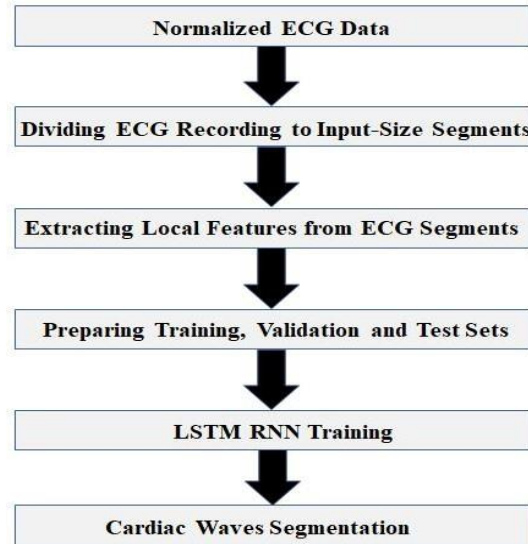 Normalized ECG Data
Dividing ECG Recording to Input-Size Segments
Extracting Local Features from ECG Segments
Preparing Training, Validation and Test Sets
LSTM RNN Training
Cardiac Waves Segmentation